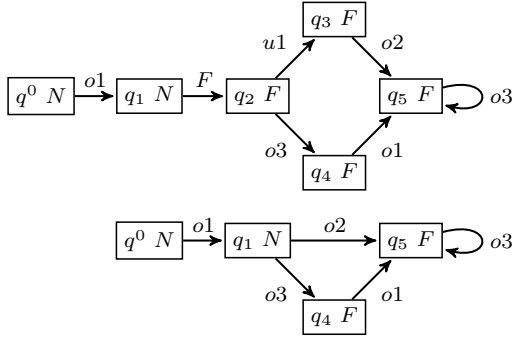 q₃ F
u1 o2
q⁰ N o1 q₁ N F q₂ F q₅ F o3
o3 o1
q₄ F
q⁰ N o1 q₁ N o2 q₅ F o3
o3 o1
q₄ F